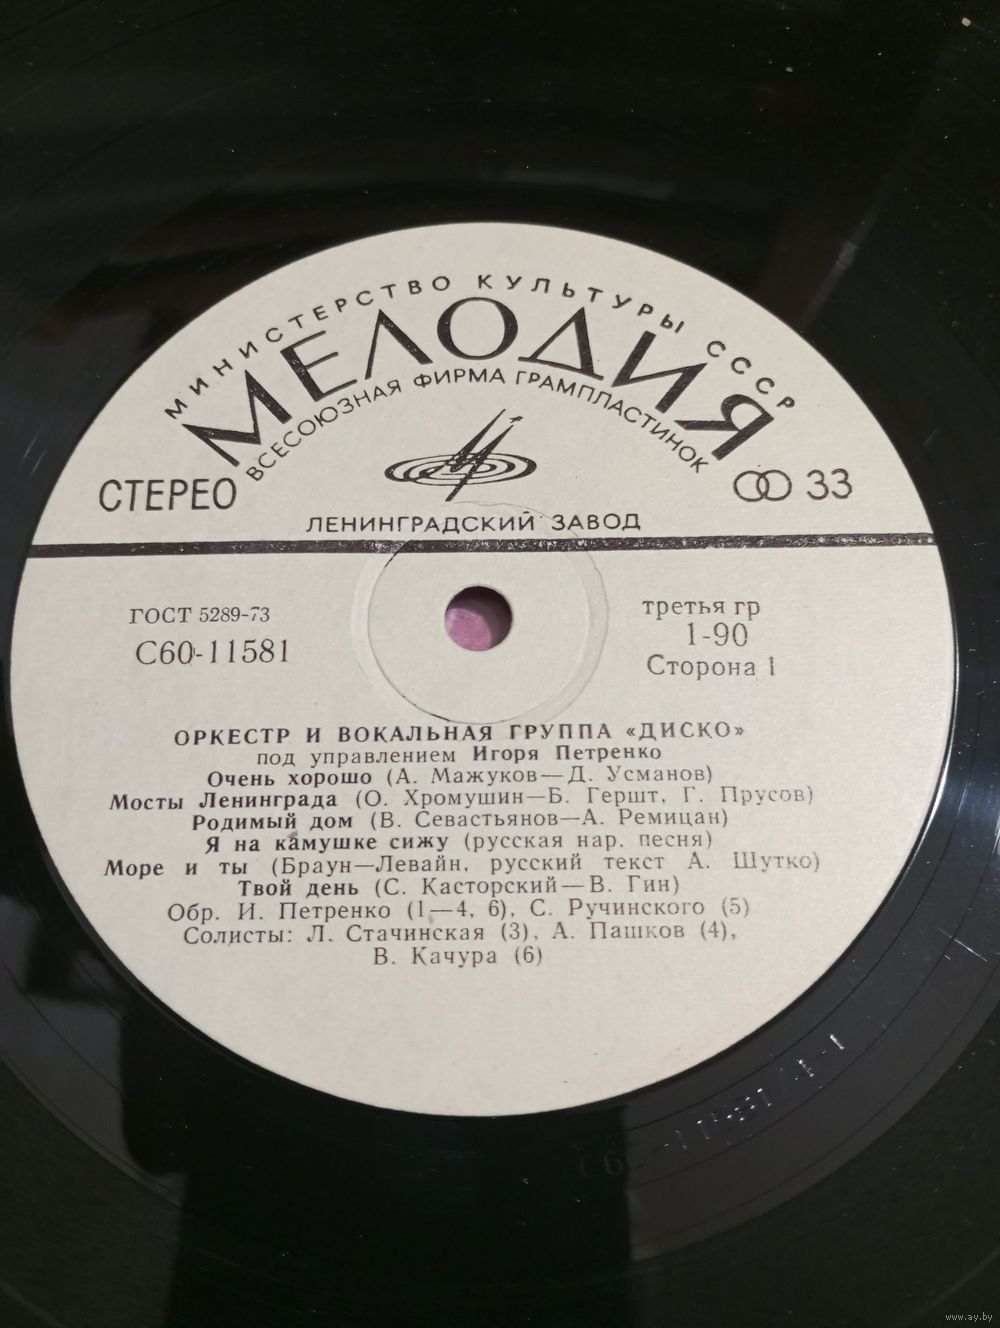 МИНИСТЕРСТВО КУЛЬТУРЫ СССР
МЕЛОДИЯ
ВСЕСОЮЗНАЯ ФИРМА ГРАМПЛАСТИНОК
СТЕРЕО
33
ЛЕНИНГРАДСКИЙ ЗАВОД
ГОСТ 5289-73
С60-11581
третья гр
1-90
Сторона 1
ОРКЕСТР И ВОКАЛЬНАЯ ГРУППА «ДИСКО»
под управлением Игоря Петренко
Очень хорошо (А. Мажуков—Д. Усманов)
Мосты Ленинграда (О. Хромушин—Б. Гершт, Г. Прусов)
Родимый дом (В. Севастьянов—А. Ремицан)
Я на камушке сижу (русская нар. песня)
Море и ты (Браун—Левайн, русский текст А. Шутко)
Твой день (С. Касторский—В. Гин)
Обр. И. Петренко (1—4, 6), С. Ручинского (5)
Солисты: Л. Стачинская (3), А. Пашков (4),
В. Качура (6)
www.ay.by